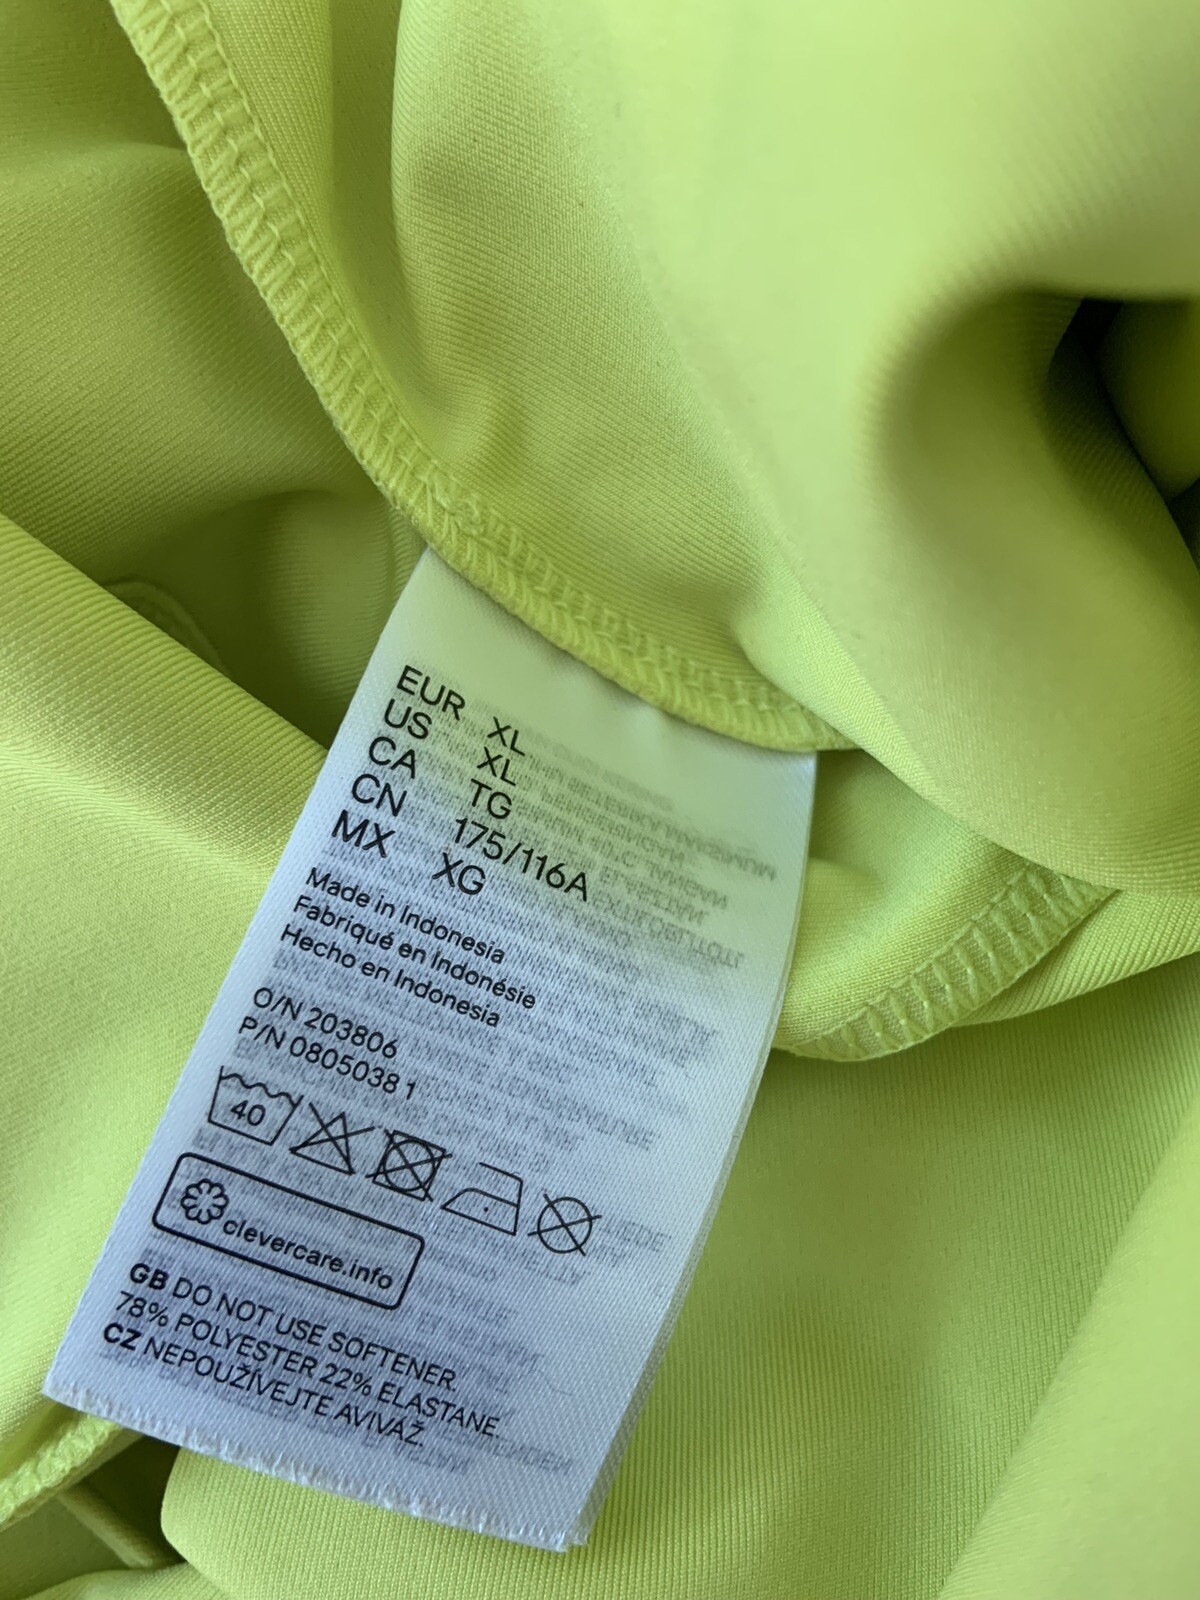 EUR XL
US XL
CA TG
CN 175/116A
MX XG
Made in Indonesia
Fabriqué en Indonésie
Hecho en Indonesia
O/N 203806
P/N 0805038 1
40
clevercare.info
GB DO NOT USE SOFTENER.
78% POLYESTER 22% ELASTANE.
CZ NEPOUŽÍVEJTE AVIVÁŽ.